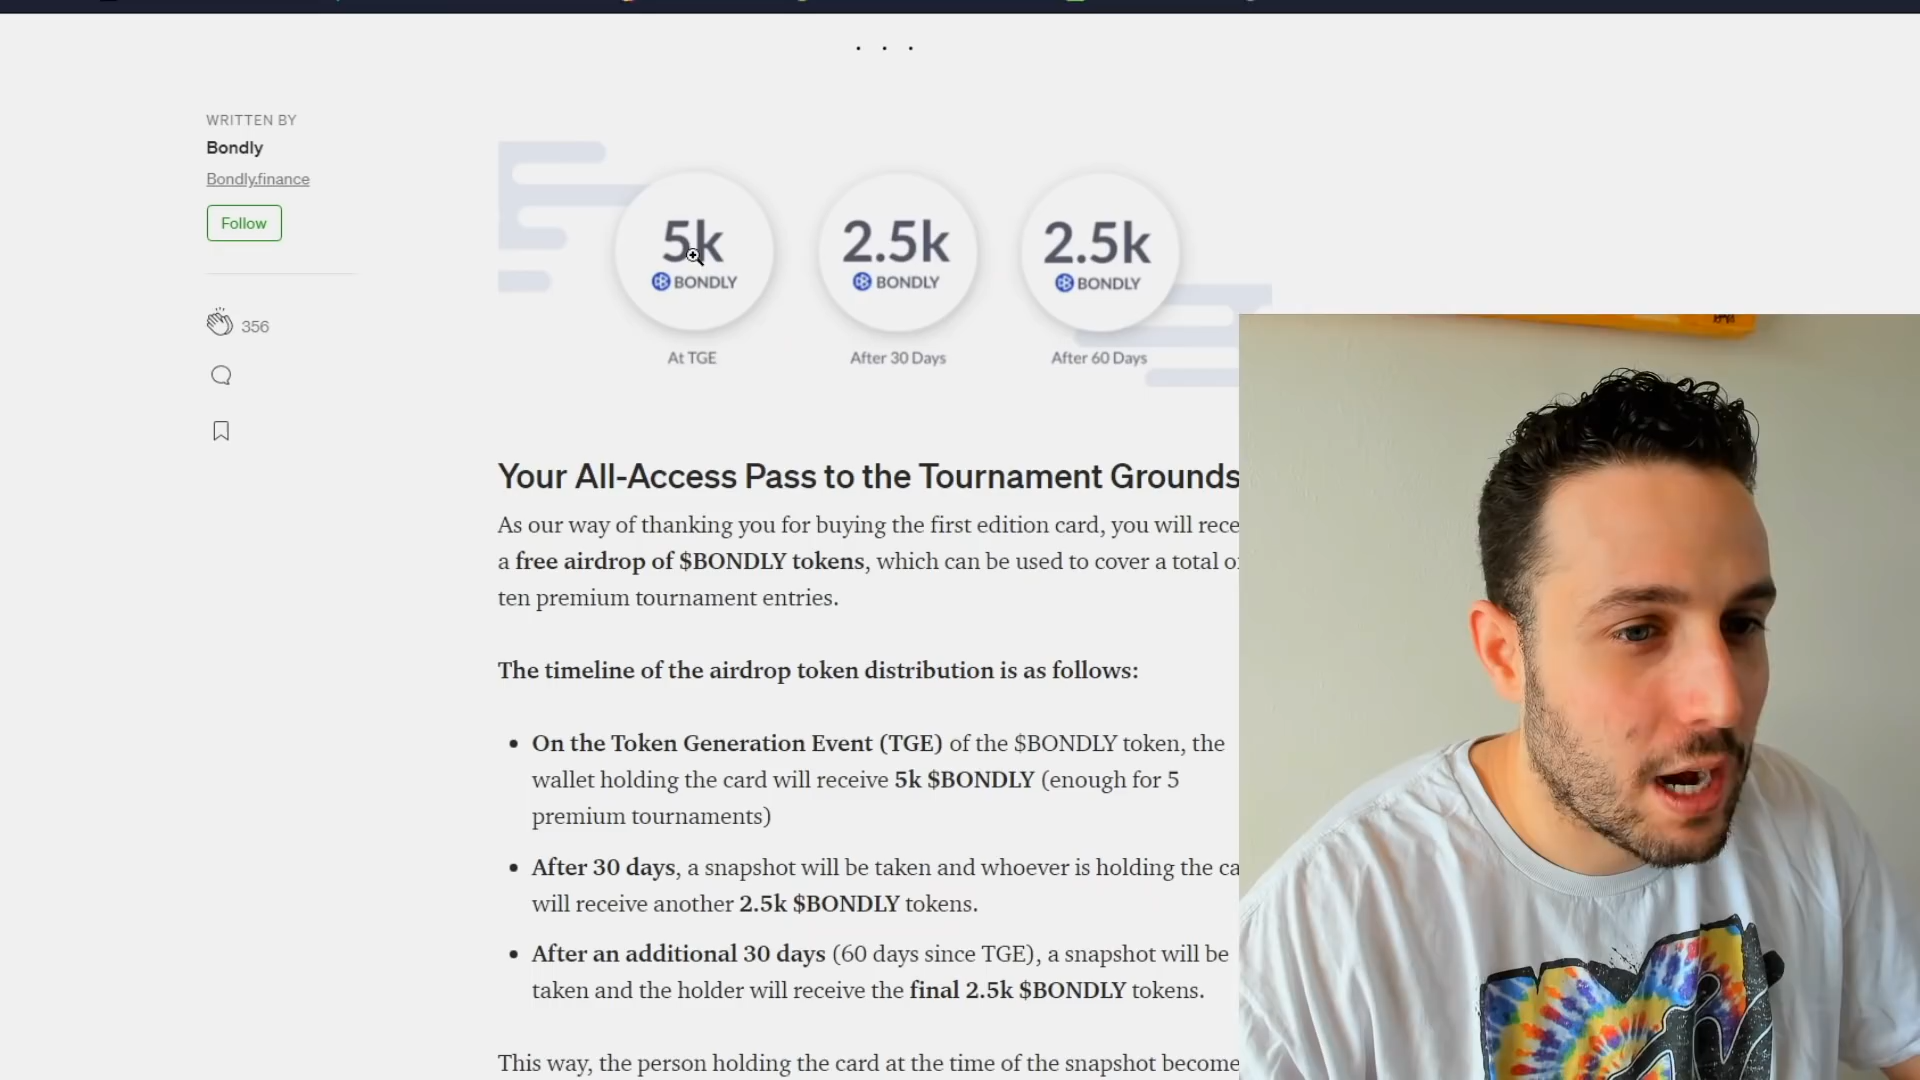 . . .
WRITTEN BY
Bondly
Bondly.finance
Follow
356
5k
BONDLY
At TGE
2.5k
BONDLY
After 30 Days
2.5k
BONDLY
After 60 Days
Your All-Access Pass to the Tournament Grounds
As our way of thanking you for buying the first edition card, you will rece
a free airdrop of $BONDLY tokens, which can be used to cover a total o
ten premium tournament entries.
The timeline of the airdrop token distribution is as follows:
• On the Token Generation Event (TGE) of the $BONDLY token, the
wallet holding the card will receive 5k $BONDLY (enough for 5
premium tournaments)
• After 30 days, a snapshot will be taken and whoever is holding the ca
will receive another 2.5k $BONDLY tokens.
• After an additional 30 days (60 days since TGE), a snapshot will be
taken and the holder will receive the final 2.5k $BONDLY tokens.
This way, the person holding the card at the time of the snapshot become